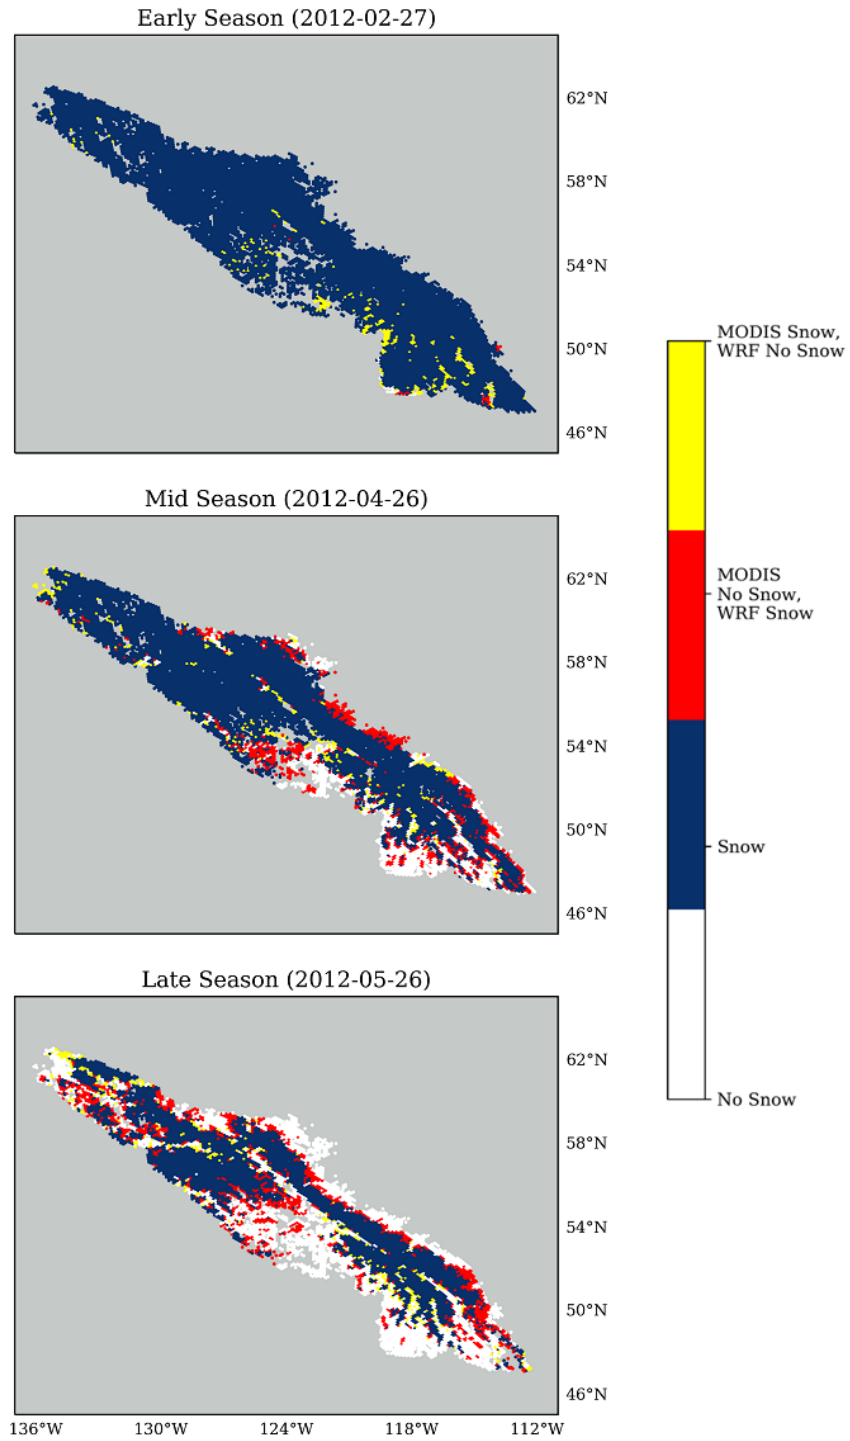 Early Season (2012-02-27)
62°N
58°N
54°N
50°N
46°N
Mid Season (2012-04-26)
62°N
58°N
54°N
50°N
46°N
Late Season (2012-05-26)
62°N
58°N
54°N
50°N
46°N
136°W
130°W
124°W
118°W
112°W
MODIS Snow,
WRF No Snow
MODIS
No Snow,
WRF Snow
Snow
No Snow